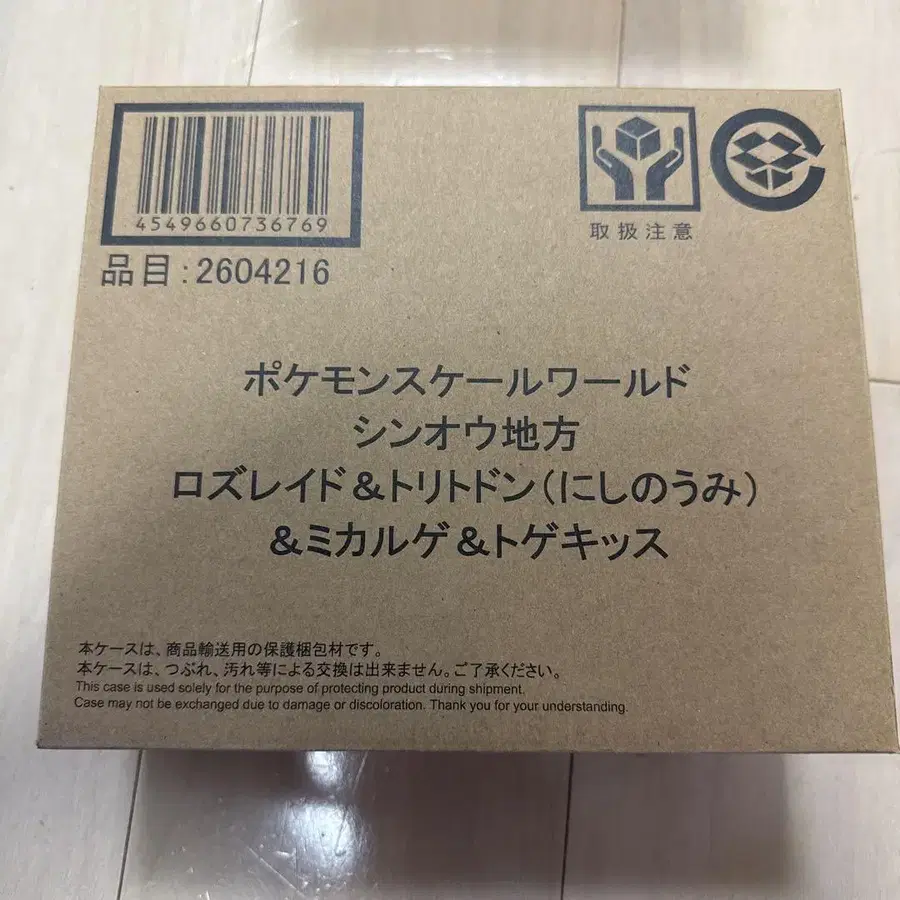 4549660736769
取扱注意
品目:2604216
ポケモンスケールワールド
シンオウ地方
ロズレイド&トリトドン(にしのうみ)
&ミカルゲ&トゲキッス
本ケースは、商品輸送用の保護梱包材です。
本ケースは、つぶれ、汚れ等による交換は出来ません。ご了承ください。
This case is used solely for the purpose of protecting product during shipment.
Case may not be exchanged due to damage or discoloration. Thank you for your understanding.